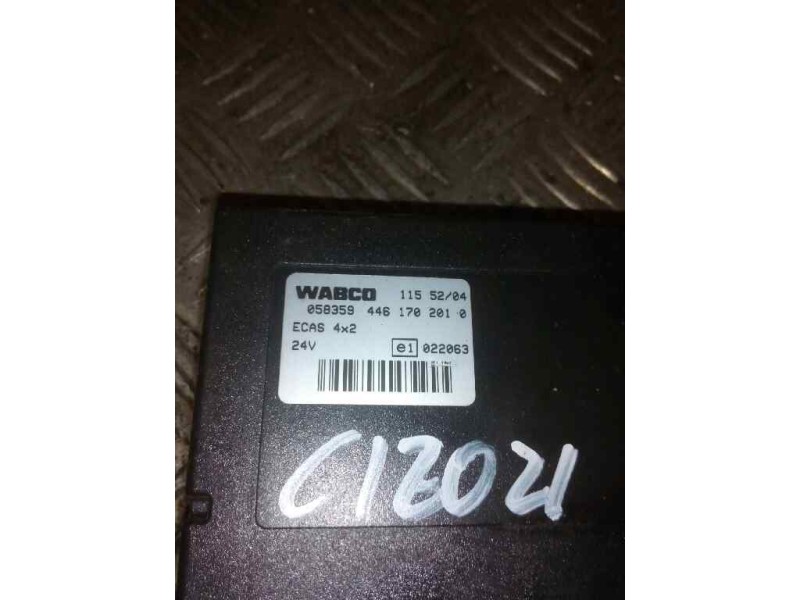 WABCO 115 52/04
058359 446 170 201 0
ECAS 4x2
24V e1 022063
C12021